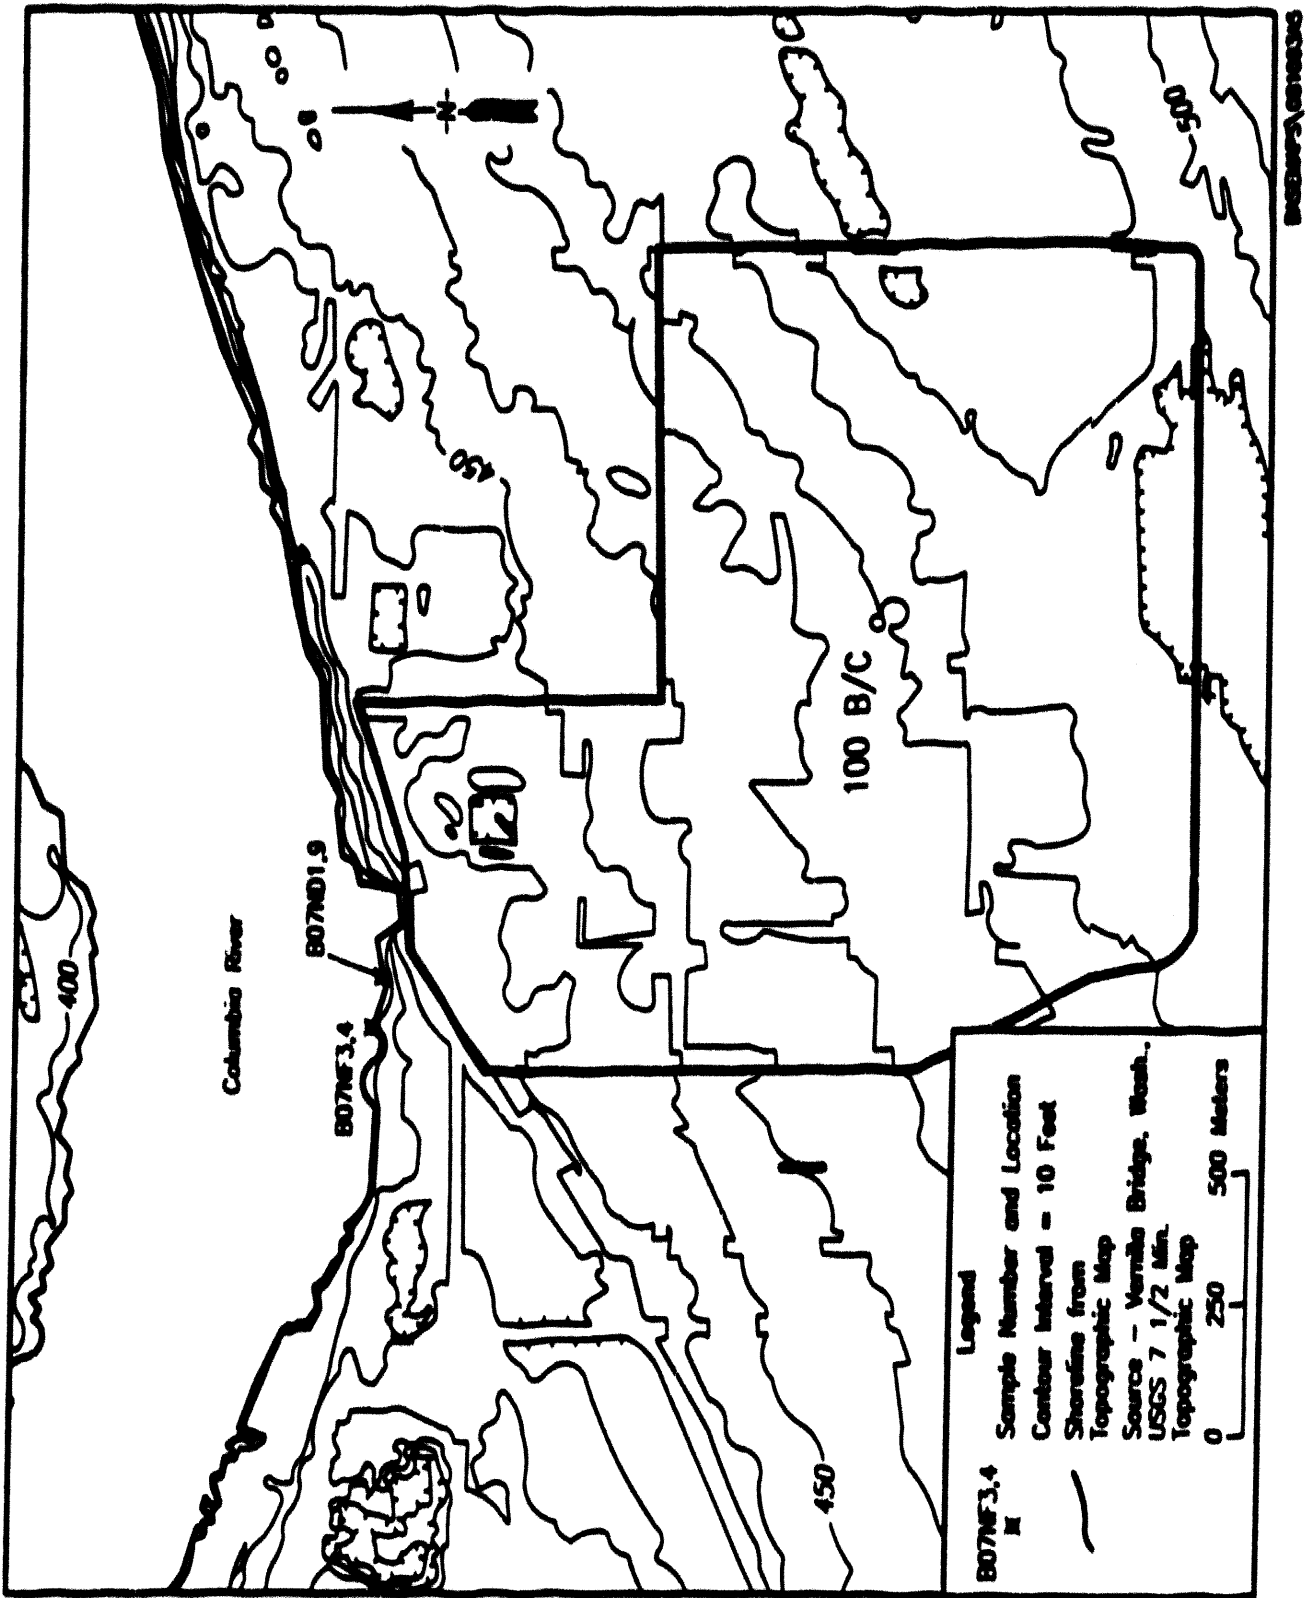 400
Columbia River
B07ND1,9
B07NF3,4
N
450
500
100 B/C
450
Legend
B07NF3,4
Sample Number and Location
Contour Interval = 10 Feet
Shoreline from
Topographic Map
Source - Vernita Bridge, Wash.,
USGS 7 1/2 Min.
Topographic Map
0 250 500 Meters